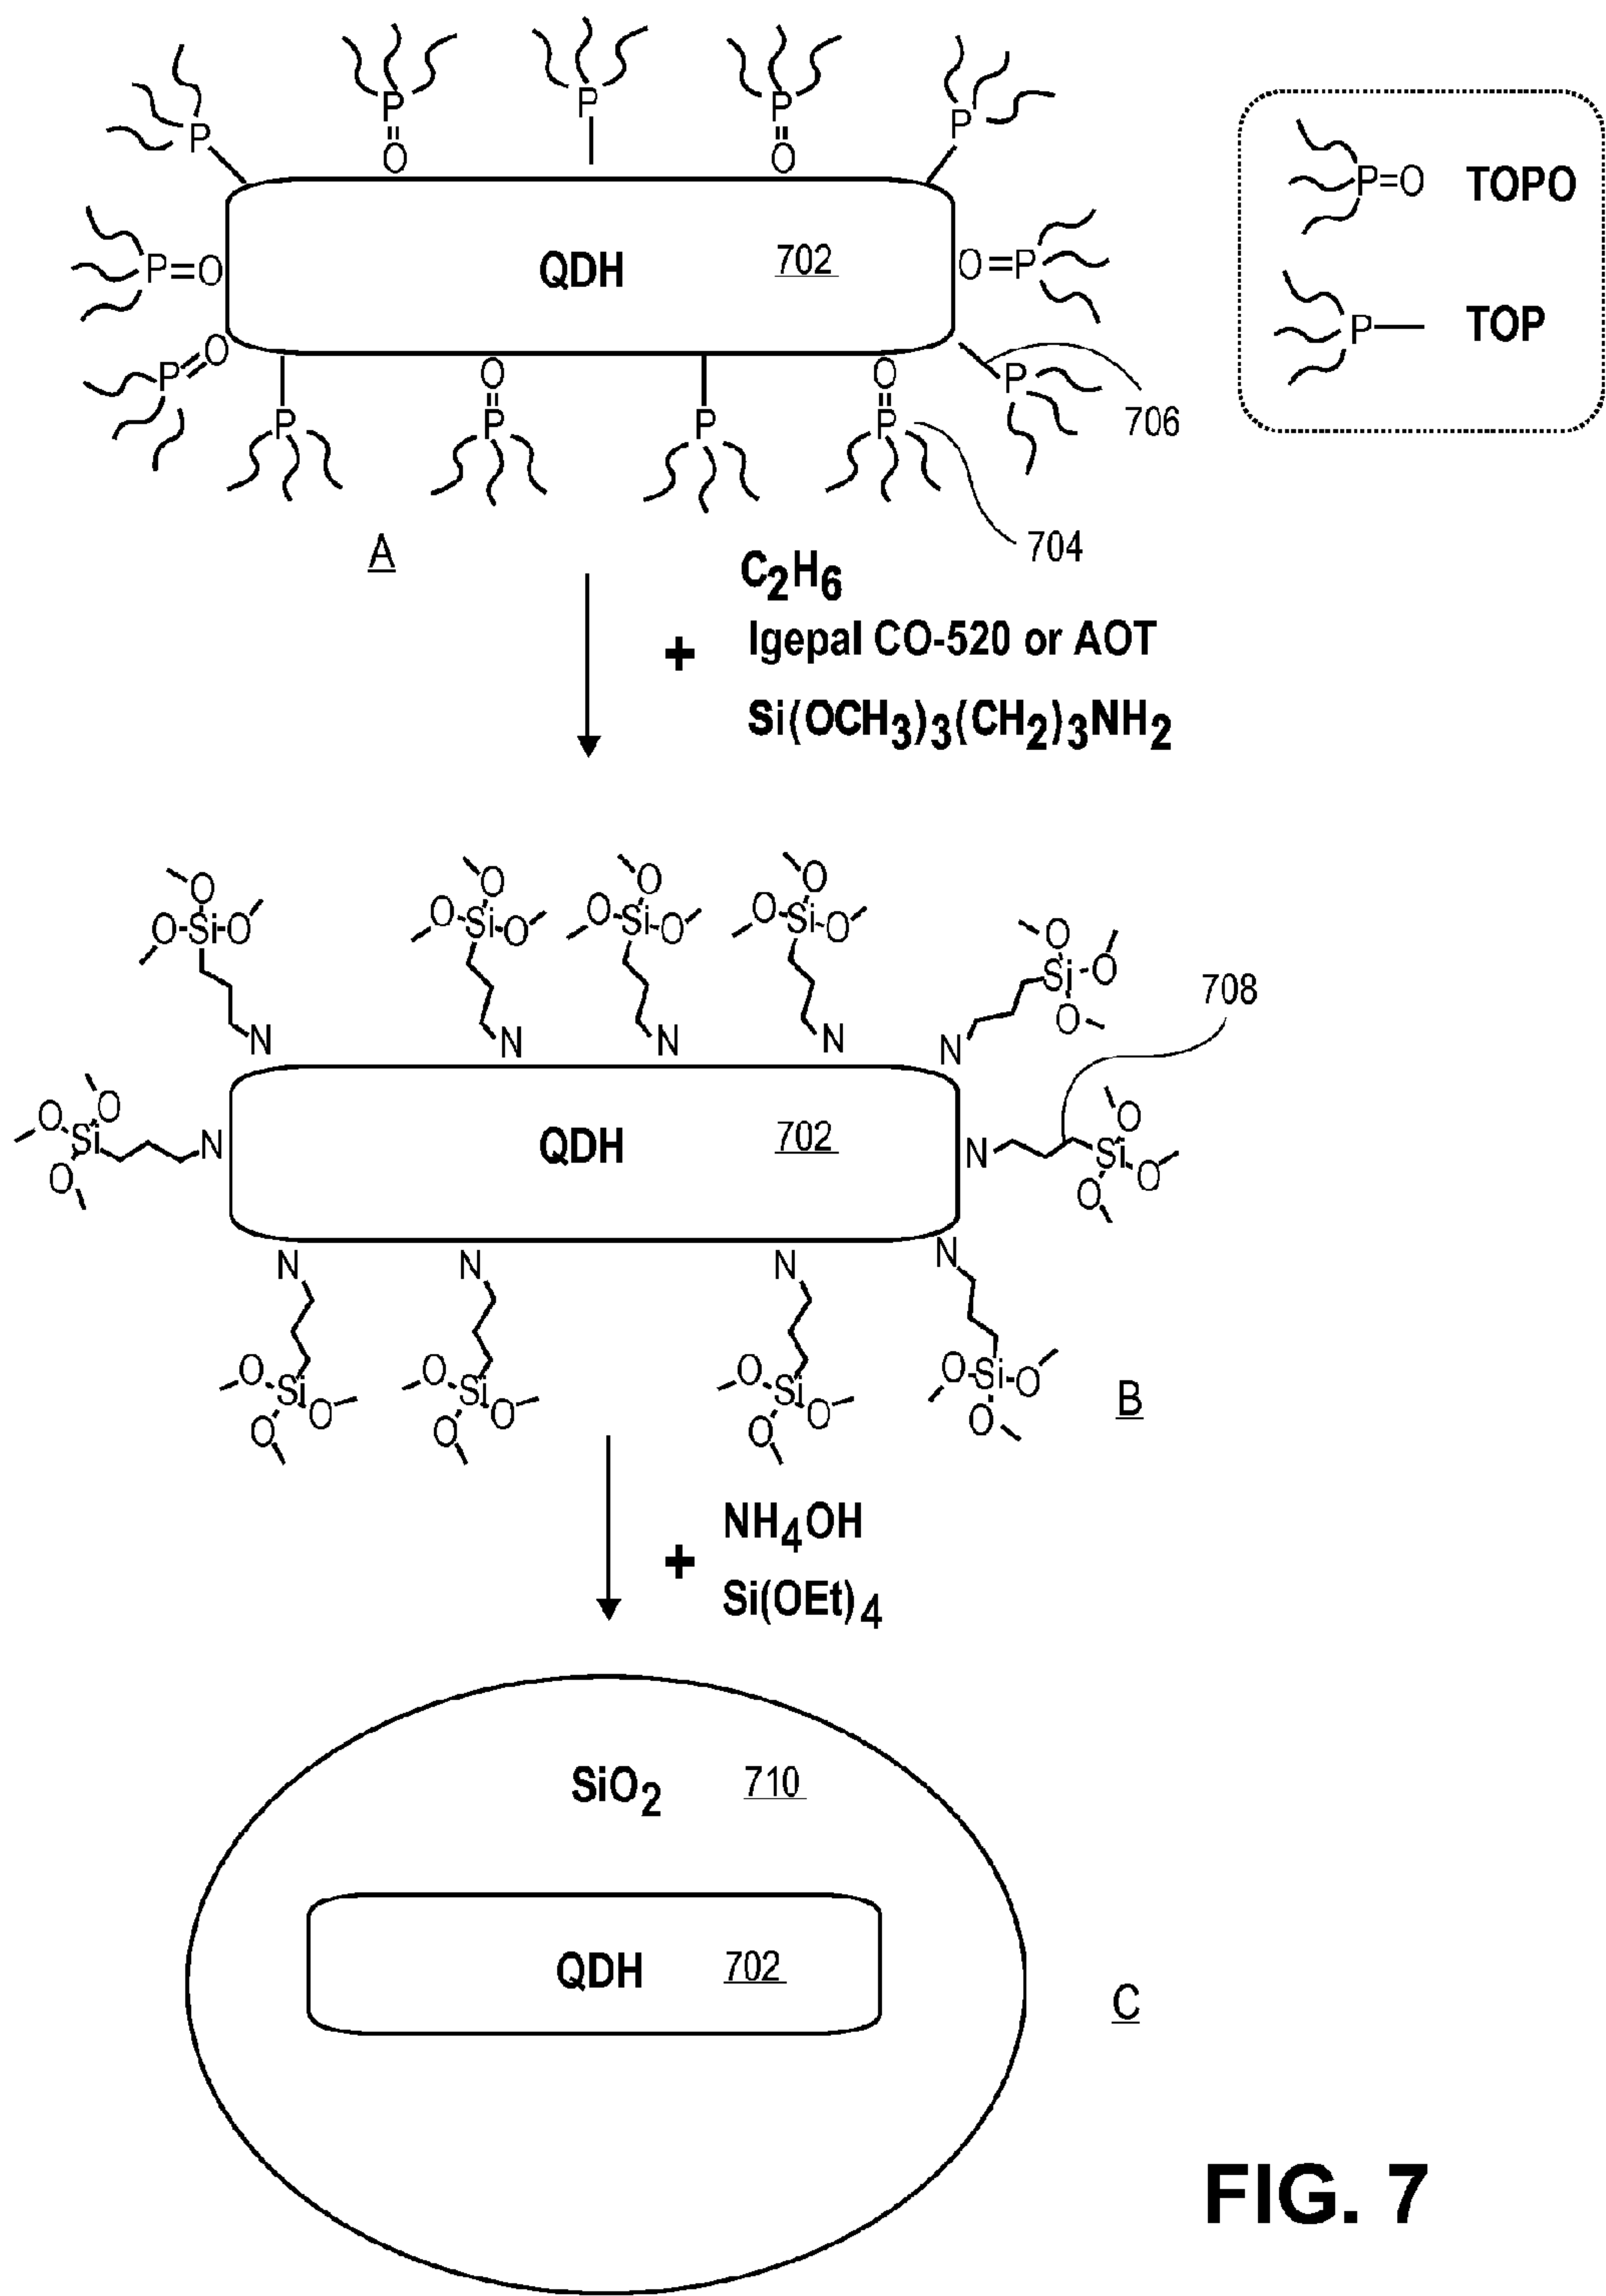 P P P P P
O O
P=O TOPO
QDH 702
P=O O=P
P— TOP
O
P O O P
P P P P 706
A 704
C2H6
+ Igepal CO-520 or AOT
Si(OCH3)3(CH2)3NH2
O O O O
O-Si-O O-Si-O O-Si-O O-Si-O O
Si-O 708
O
N N N N N
O O O
Si N QDH 702 N Si
O O O
N N N N
O O O O-Si-O
Si Si Si
O O O O O O O B
NH4OH
+
Si(OEt)4
SiO2 710
QDH 702
C
FIG. 7